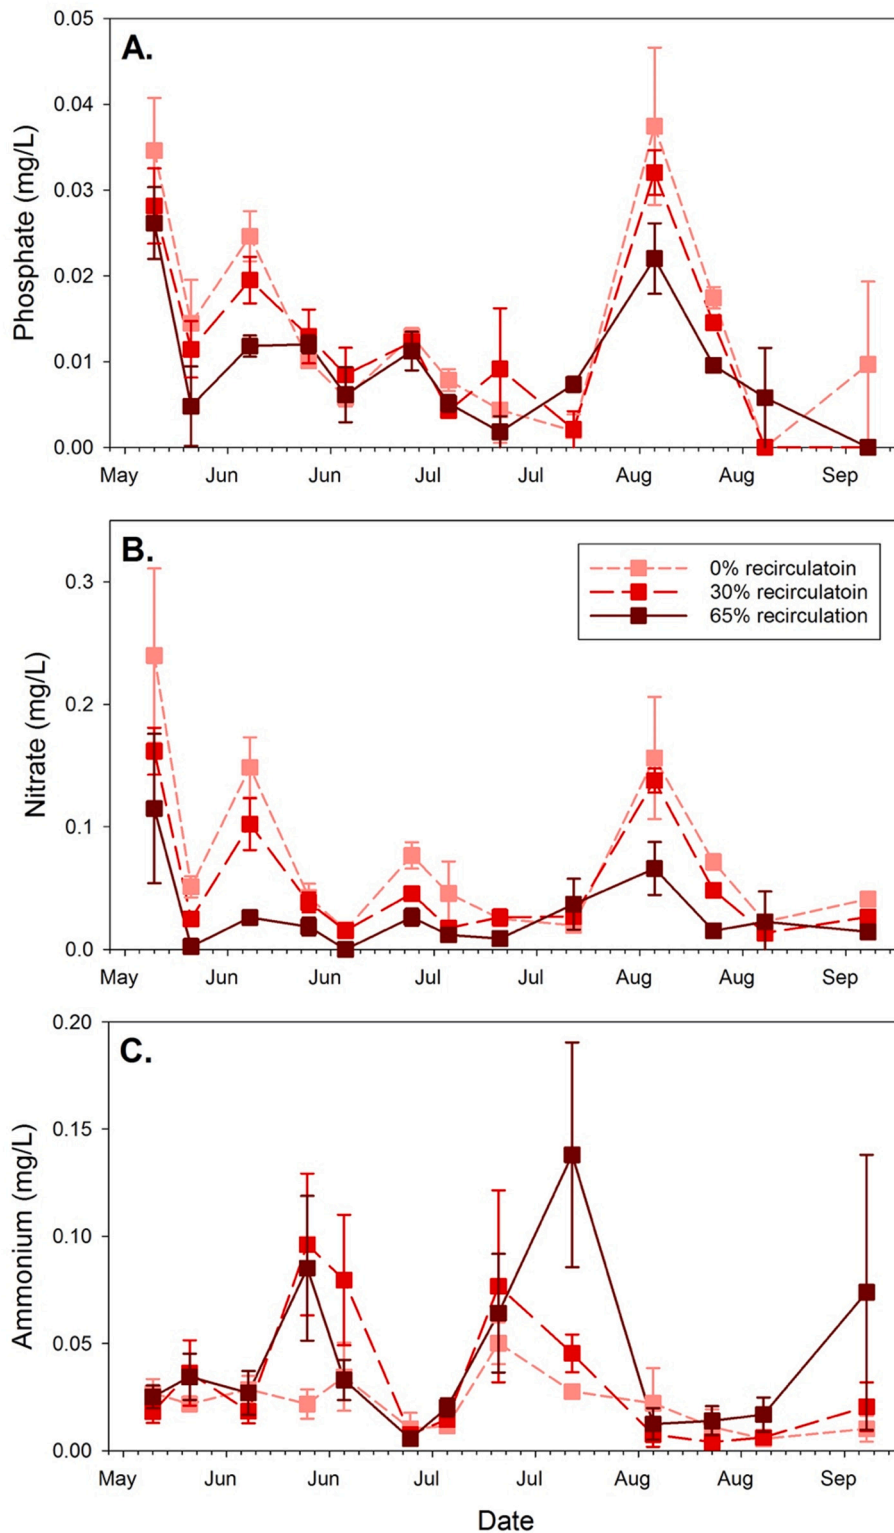 A.
Phosphate (mg/L)
0.05
0.04
0.03
0.02
0.01
0.00
May Jun Jun Jul Jul Aug Aug Sep
B.
Nitrate (mg/L)
0.3
0.2
0.1
0.0
0% recirculatoin
30% recirculatoin
65% recirculation
May Jun Jun Jul Jul Aug Aug Sep
C.
Ammonium (mg/L)
0.20
0.15
0.10
0.05
0.00
May Jun Jun Jul Jul Aug Aug Sep
Date